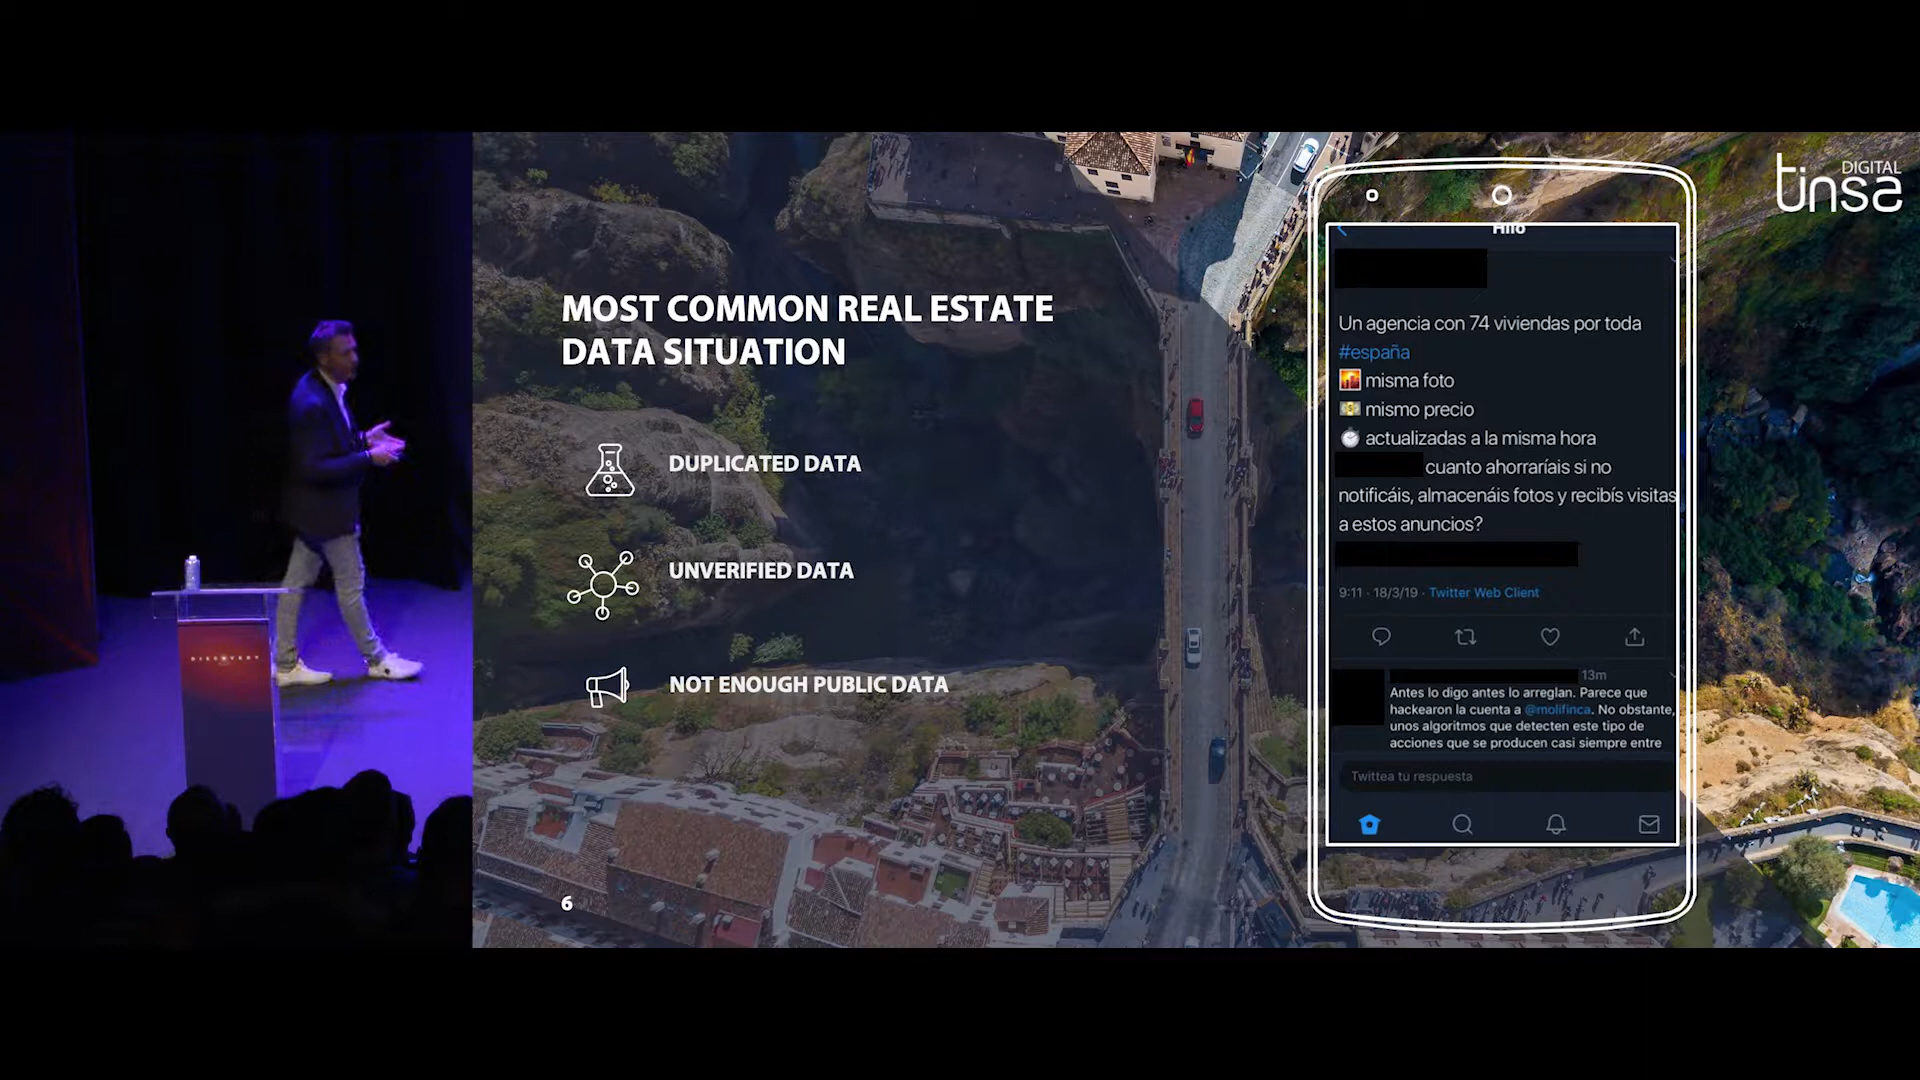 DISCOVERY
MOST COMMON REAL ESTATE
DATA SITUATION
DUPLICATED DATA
UNVERIFIED DATA
NOT ENOUGH PUBLIC DATA
6
Hilo
Un agencia con 74 viviendas por toda
#españa
misma foto
mismo precio
actualizadas a la misma hora
cuanto ahorraríais si no
notificáis, almacenáis fotos y recibís visitas
a estos anuncios?
9:11 · 18/3/19 · Twitter Web Client
13m
Antes lo digo antes lo arreglan. Parece que
hackearon la cuenta a @molifinca. No obstante,
unos algoritmos que detecten este tipo de
acciones que se producen casi siempre entre
Twittea tu respuesta
DIGITAL
tinsa